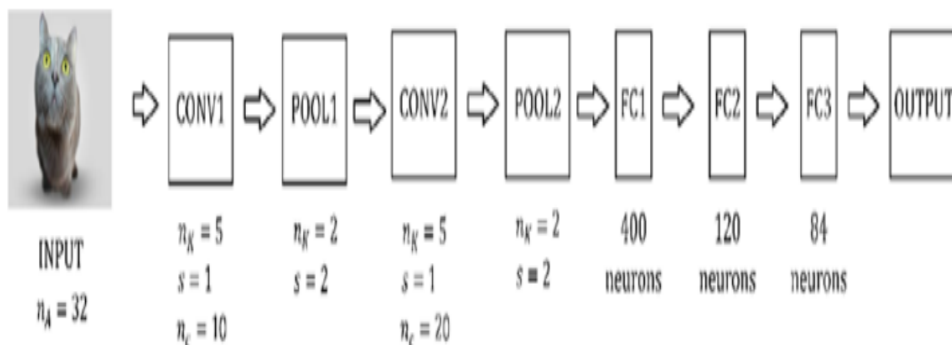 CONV1
POOL1
CONV2
POOL2
FC1
FC2
FC3
OUTPUT
INPUT
n_A = 32
n_K = 5
s = 1
n_c = 10
n_K = 2
s = 2
n_K = 5
s = 1
n_c = 20
n_K = 2
s = 2
400
neurons
120
neurons
84
neurons